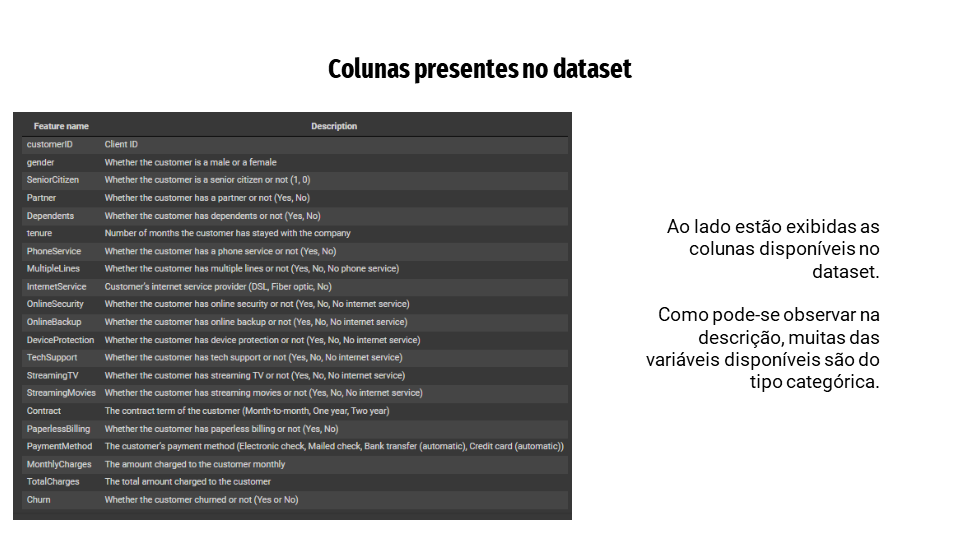 Colunas presentes no dataset
Feature name Description
customerID Client ID
gender Whether the customer is a male or a female
SeniorCitizen Whether the customer is a senior citizen or not (1, 0)
Partner Whether the customer has a partner or not (Yes, No)
Dependents Whether the customer has dependents or not (Yes, No)
tenure Number of months the customer has stayed with the company
PhoneService Whether the customer has a phone service or not (Yes, No)
MultipleLines Whether the customer has multiple lines or not (Yes, No, No phone service)
InternetService Customer's internet service provider (DSL, Fiber optic, No)
OnlineSecurity Whether the customer has online security or not (Yes, No, No internet service)
OnlineBackup Whether the customer has online backup or not (Yes, No, No internet service)
DeviceProtection Whether the customer has device protection or not (Yes, No, No internet service)
TechSupport Whether the customer has tech support or not (Yes, No, No internet service)
StreamingTV Whether the customer has streaming TV or not (Yes, No, No internet service)
StreamingMovies Whether the customer has streaming movies or not (Yes, No, No internet service)
Contract The contract term of the customer (Month-to-month, One year, Two year)
PaperlessBilling Whether the customer has paperless billing or not (Yes, No)
PaymentMethod The customer's payment method (Electronic check, Mailed check, Bank transfer (automatic), Credit card (automatic))
MonthlyCharges The amount charged to the customer monthly
TotalCharges The total amount charged to the customer
Churn Whether the customer churned or not (Yes or No)
Ao lado estão exibidas as
colunas disponíveis no
dataset.
Como pode-se observar na
descrição, muitas das
variáveis disponíveis são do
tipo categórica.